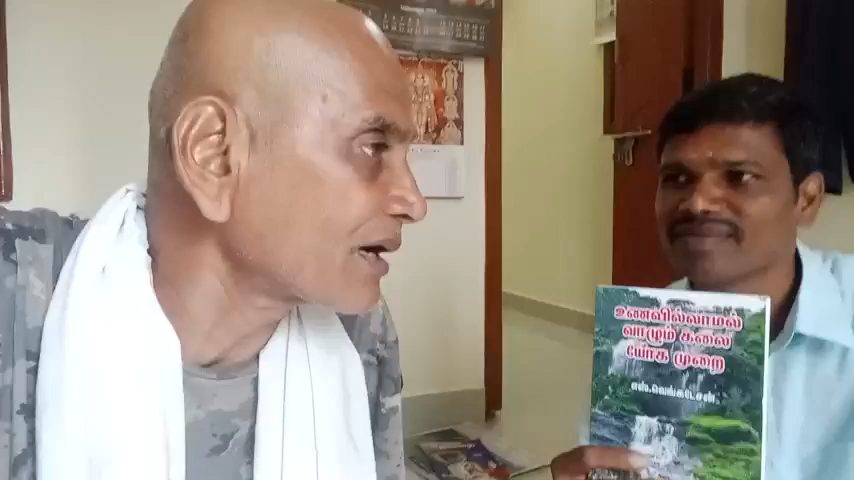 உணவில்லாமல்
வாழும் கலை
யோக முறை
எஸ்.வெங்கடேசன்